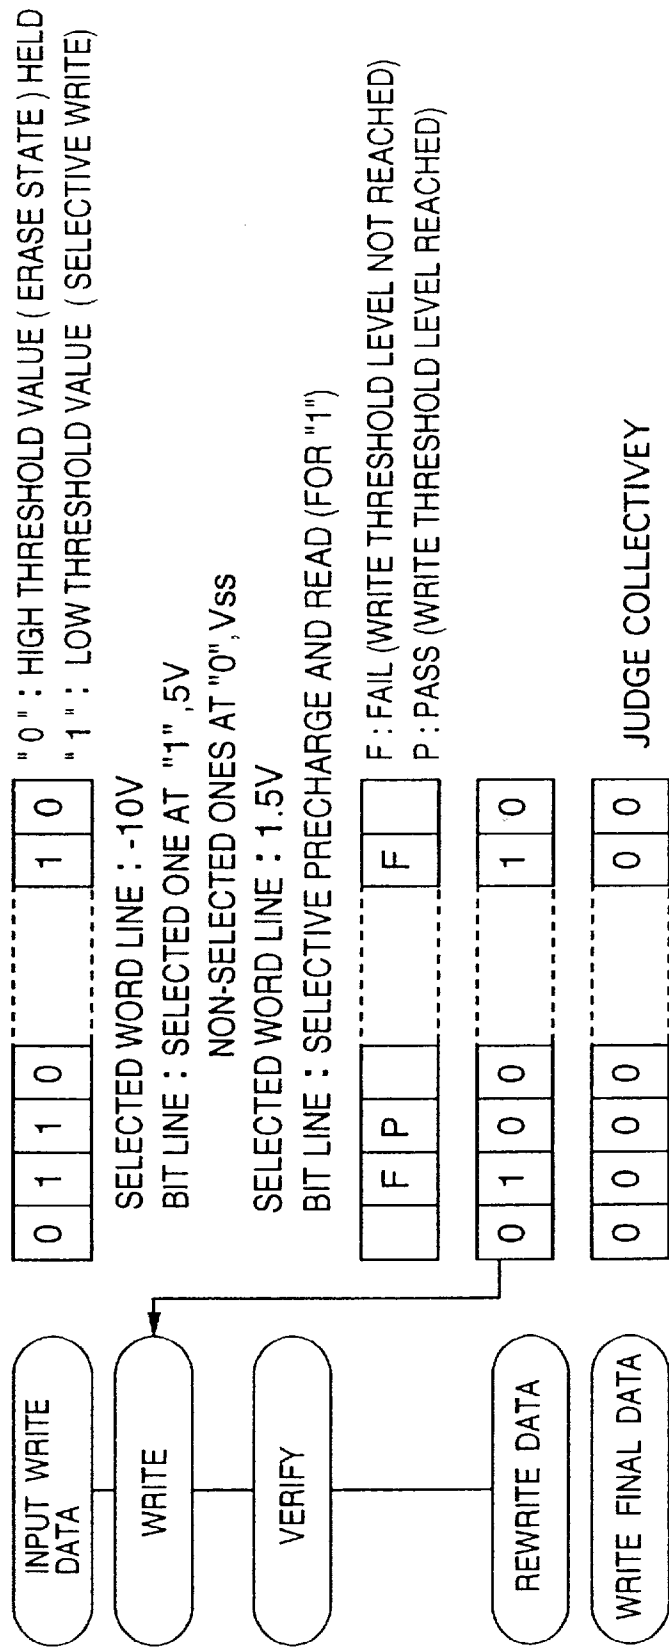 INPUT WRITE
DATA
0 1 1 0 1 0
"0" : HIGH THRESHOLD VALUE ( ERASE STATE ) HELD
"1" : LOW THRESHOLD VALUE ( SELECTIVE WRITE)
WRITE
SELECTED WORD LINE : -10V
BIT LINE : SELECTED ONE AT "1" ,5V
NON-SELECTED ONES AT "0", Vss
VERIFY
SELECTED WORD LINE : 1.5V
BIT LINE : SELECTIVE PRECHARGE AND READ (FOR "1")
F P F
F : FAIL (WRITE THRESHOLD LEVEL NOT REACHED)
P : PASS (WRITE THRESHOLD LEVEL REACHED)
REWRITE DATA
0 1 0 0 1 0
WRITE FINAL DATA
0 0 0 0 0 0
JUDGE COLLECTIVEY